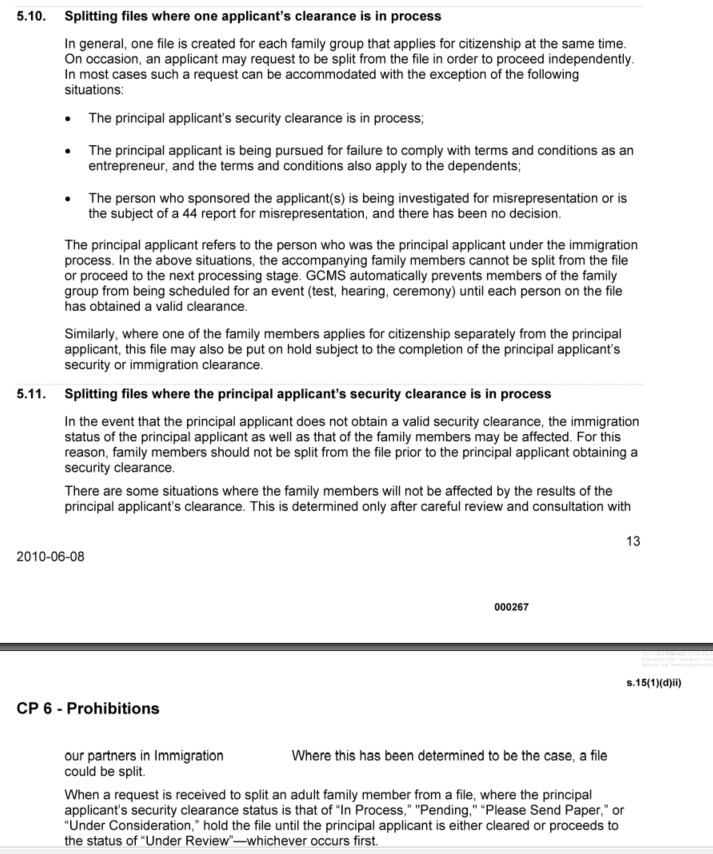 5.10. Splitting files where one applicant's clearance is in process
In general, one file is created for each family group that applies for citizenship at the same time.
On occasion, an applicant may request to be split from the file in order to proceed independently.
In most cases such a request can be accommodated with the exception of the following
situations:
• The principal applicant's security clearance is in process;
• The principal applicant is being pursued for failure to comply with terms and conditions as an
entrepreneur, and the terms and conditions also apply to the dependents;
• The person who sponsored the applicant(s) is being investigated for misrepresentation or is
the subject of a 44 report for misrepresentation, and there has been no decision.
The principal applicant refers to the person who was the principal applicant under the immigration
process. In the above situations, the accompanying family members cannot be split from the file
or proceed to the next processing stage. GCMS automatically prevents members of the family
group from being scheduled for an event (test, hearing, ceremony) until each person on the file
has obtained a valid clearance.
Similarly, where one of the family members applies for citizenship separately from the principal
applicant, this file may also be put on hold subject to the completion of the principal applicant's
security or immigration clearance.
5.11. Splitting files where the principal applicant's security clearance is in process
In the event that the principal applicant does not obtain a valid security clearance, the immigration
status of the principal applicant as well as that of the family members may be affected. For this
reason, family members should not be split from the file prior to the principal applicant obtaining a
security clearance.
There are some situations where the family members will not be affected by the results of the
principal applicant's clearance. This is determined only after careful review and consultation with
13
2010-06-08
000267
s.15(1)(d)ii)
CP 6 - Prohibitions
our partners in Immigration Where this has been determined to be the case, a file
could be split.
When a request is received to split an adult family member from a file, where the principal
applicant's security clearance status is that of "In Process," "Pending," "Please Send Paper," or
"Under Consideration," hold the file until the principal applicant is either cleared or proceeds to
the status of "Under Review"—whichever occurs first.